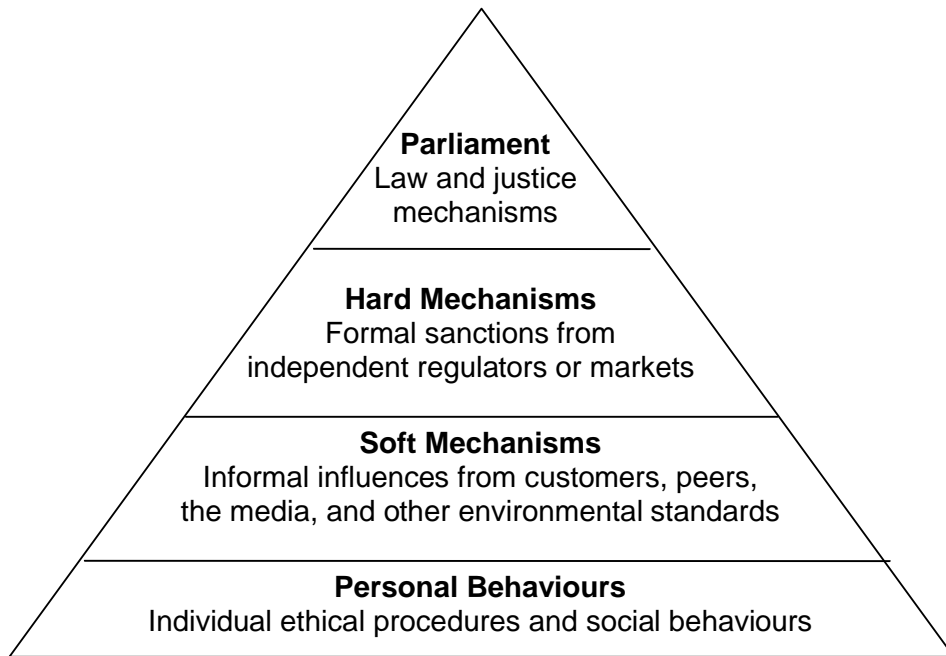 Parliament
Law and justice
mechanisms
Hard Mechanisms
Formal sanctions from
independent regulators or markets
Soft Mechanisms
Informal influences from customers, peers,
the media, and other environmental standards
Personal Behaviours
Individual ethical procedures and social behaviours